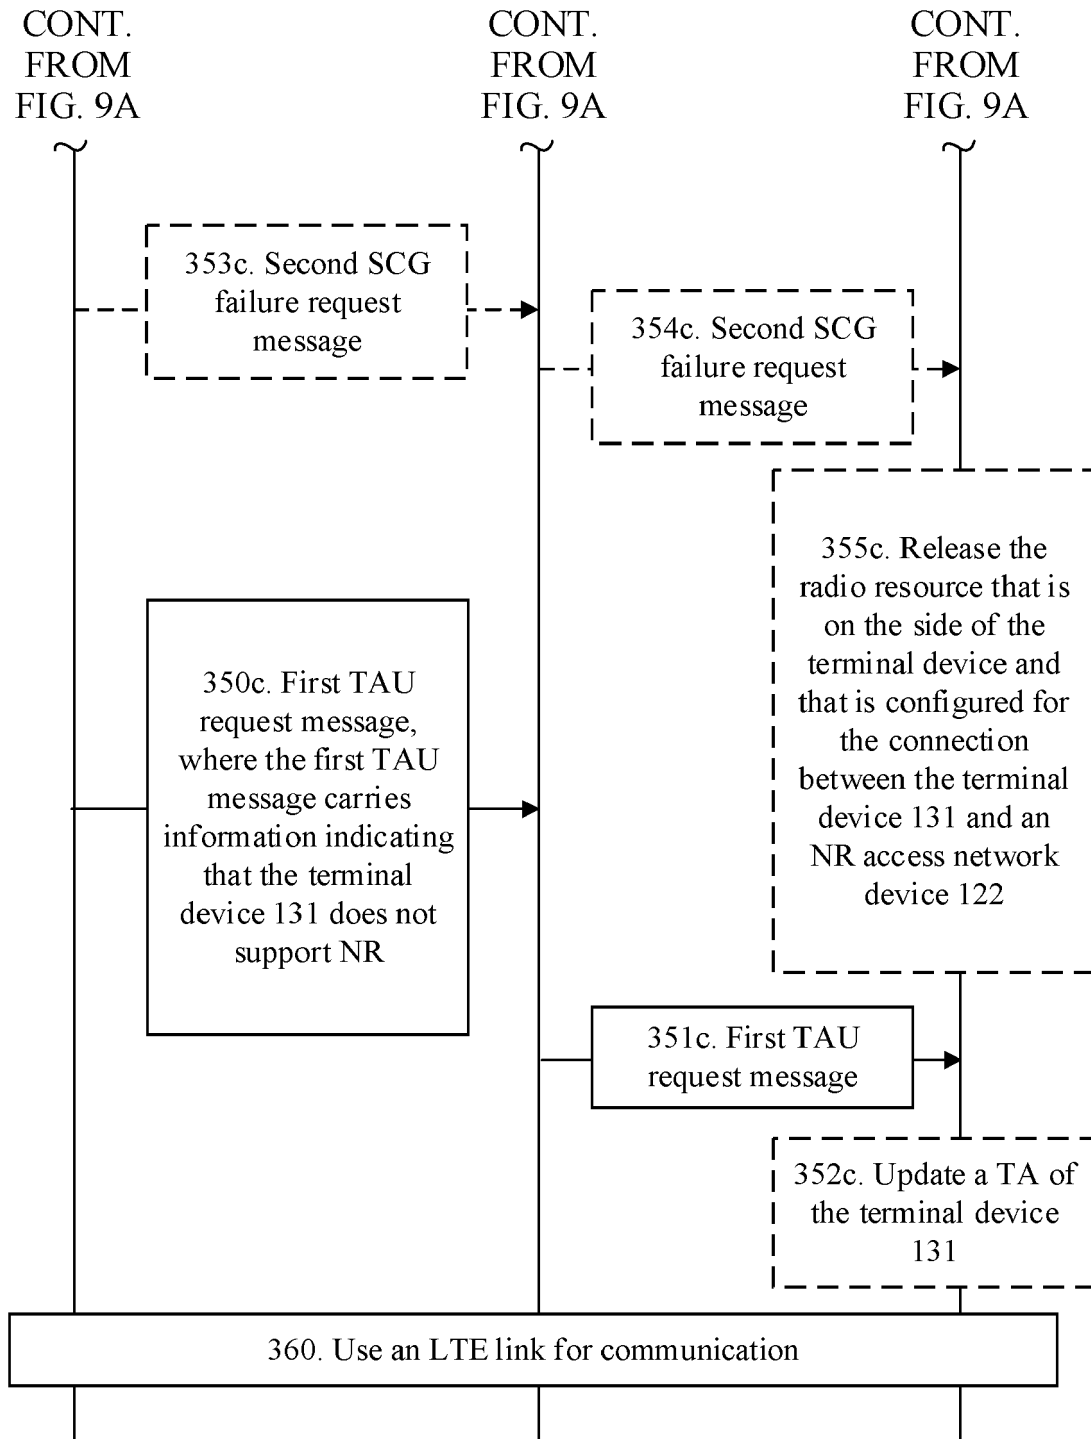 CONT.
FROM
FIG. 9A
CONT.
FROM
FIG. 9A
CONT.
FROM
FIG. 9A
353c. Second SCG
failure request
message
354c. Second SCG
failure request
message
355c. Release the
radio resource that is
on the side of the
terminal device and
that is configured for
the connection
between the terminal
device 131 and an
NR access network
device 122
350c. First TAU
request message,
where the first TAU
message carries
information indicating
that the terminal
device 131 does not
support NR
351c. First TAU
request message
352c. Update a TA of
the terminal device
131
360. Use an LTE link for communication